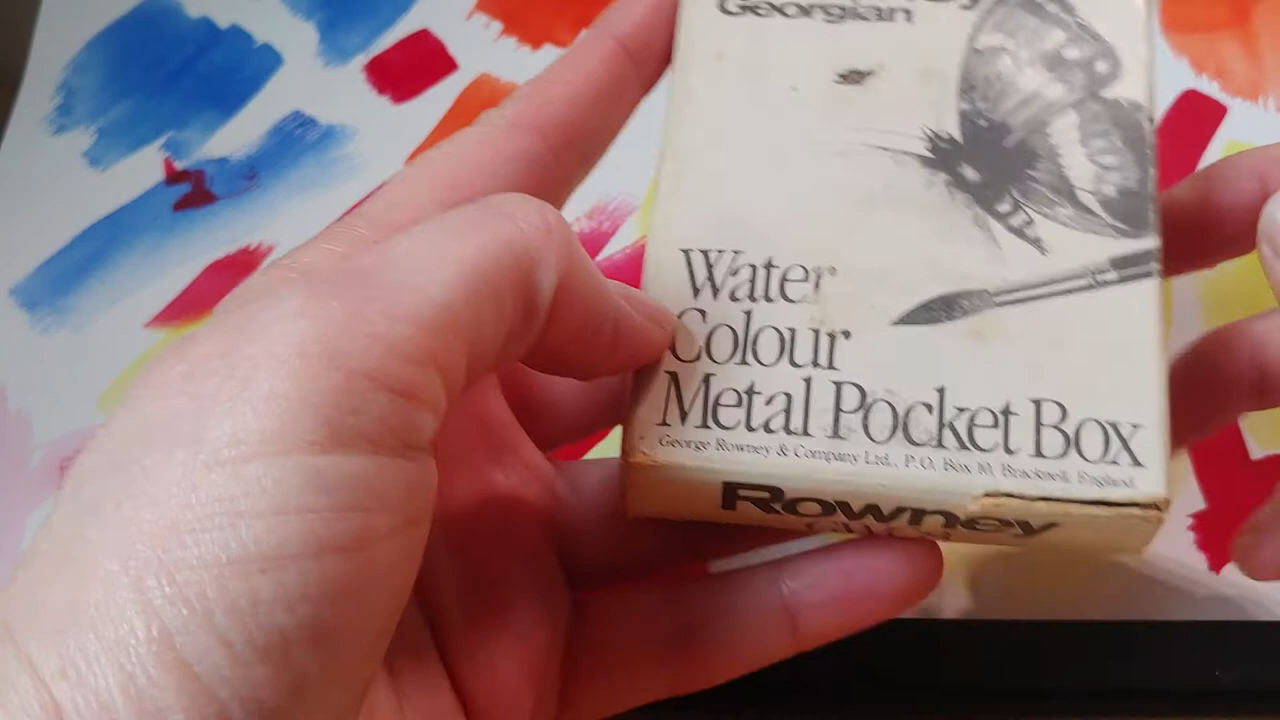 Georgian
Water
Colour
Metal Pocket Box
George Rowney & Company Ltd., P.O. Box 10, Bracknell, England.
Rowney